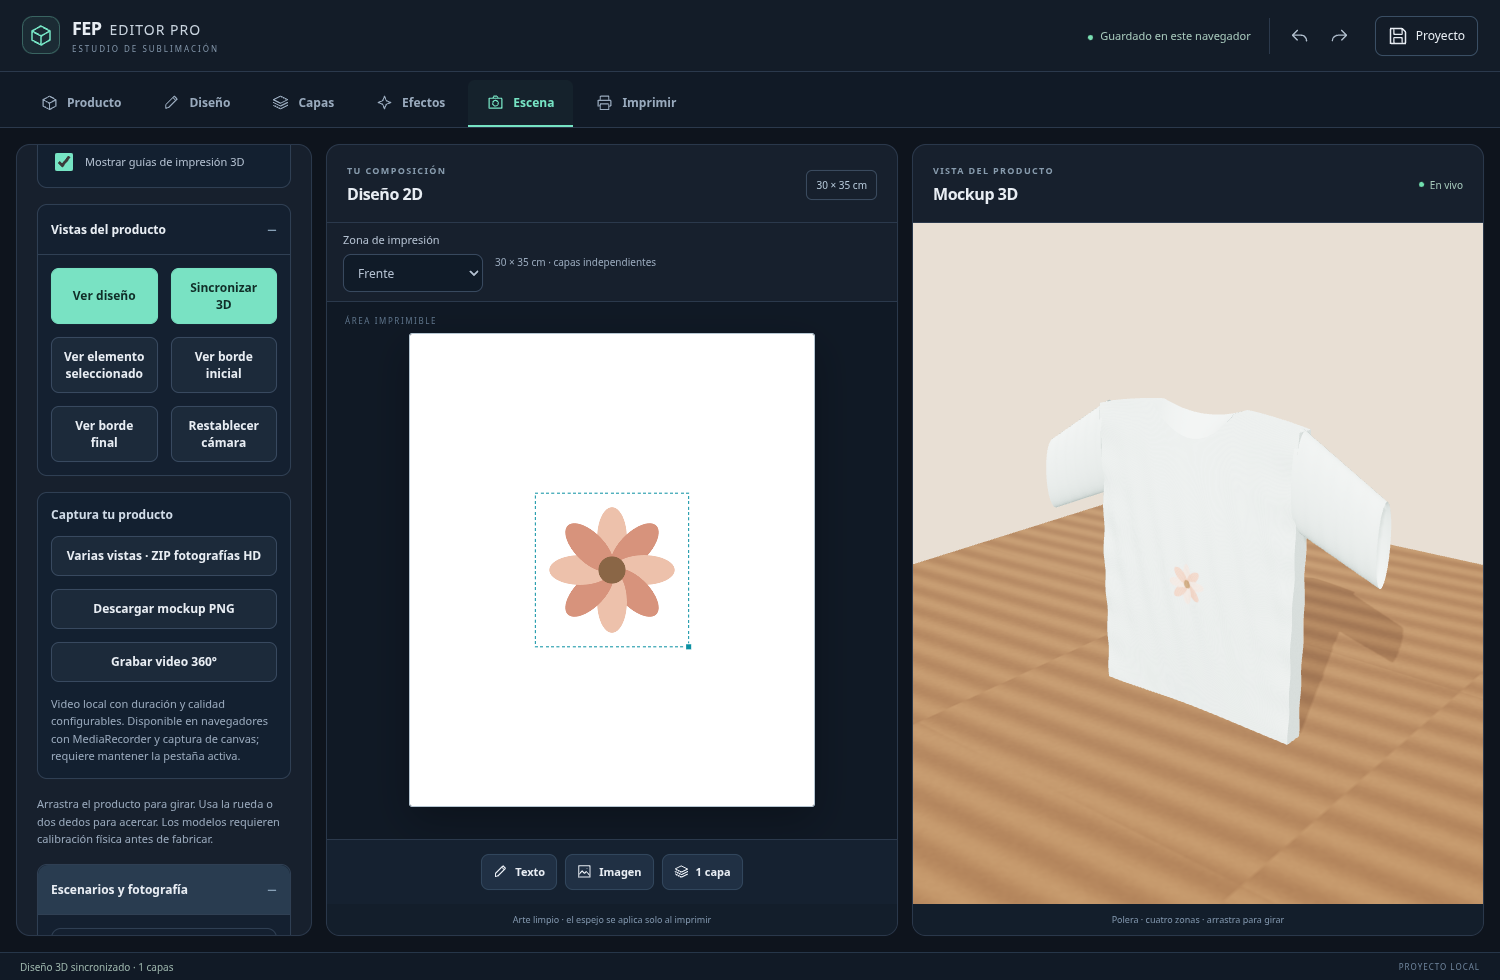 FEP EDITOR PRO
ESTUDIO DE SUBLIMACIÓN
Guardado en este navegador
Proyecto
Producto
Diseño
Capas
Efectos
Escena
Imprimir
Mostrar guías de impresión 3D
Vistas del producto
Ver diseño
Sincronizar
3D
Ver elemento
seleccionado
Ver borde
inicial
Ver borde
final
Restablecer
cámara
Captura tu producto
Varias vistas · ZIP fotografías HD
Descargar mockup PNG
Grabar video 360°
Video local con duración y calidad
configurables. Disponible en navegadores
con MediaRecorder y captura de canvas;
requiere mantener la pestaña activa.
Arrastra el producto para girar. Usa la rueda o
dos dedos para acercar. Los modelos requieren
calibración física antes de fabricar.
Escenarios y fotografía
TU COMPOSICIÓN
Diseño 2D
30 × 35 cm
Zona de impresión
Frente
30 × 35 cm · capas independientes
ÁREA IMPRIMIBLE
Texto
Imagen
1 capa
Arte limpio · el espejo se aplica solo al imprimir
VISTA DEL PRODUCTO
Mockup 3D
En vivo
Polera · cuatro zonas · arrastra para girar
Diseño 3D sincronizado · 1 capas
PROYECTO LOCAL